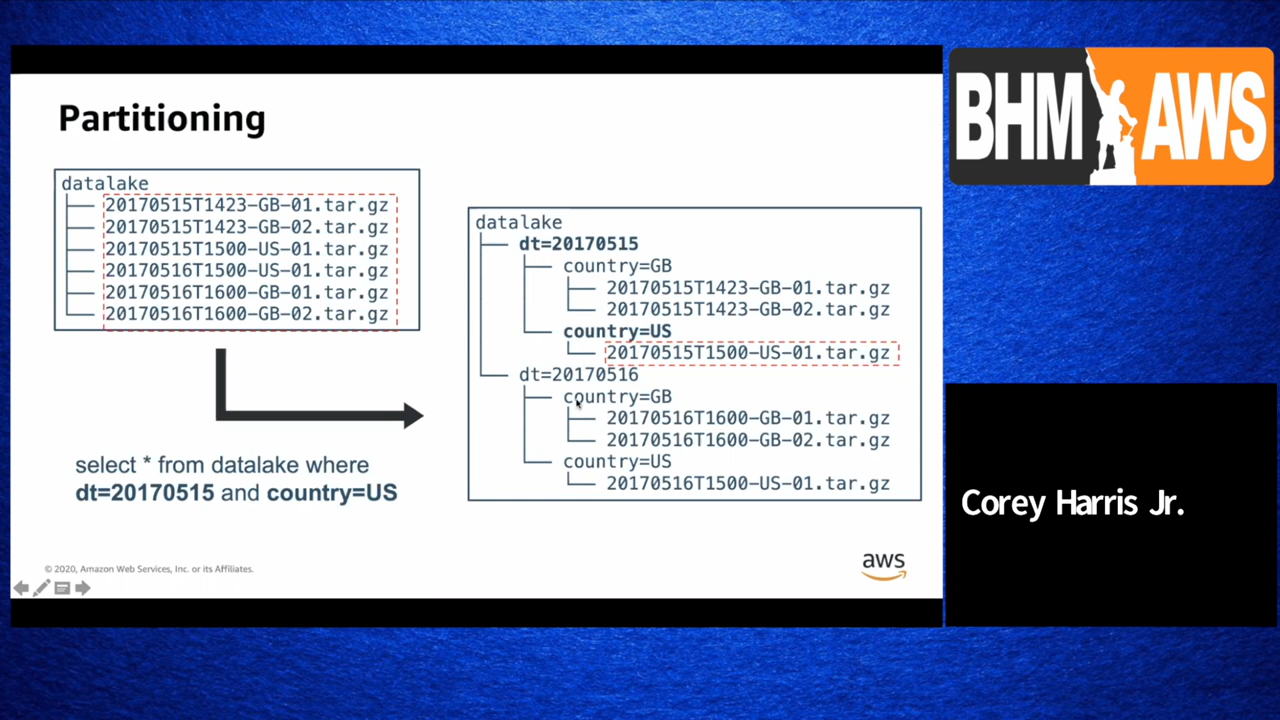 Partitioning
datalake
20170515T1423-GB-01.tar.gz
20170515T1423-GB-02.tar.gz
20170515T1500-US-01.tar.gz
20170516T1500-US-01.tar.gz
20170516T1600-GB-01.tar.gz
20170516T1600-GB-02.tar.gz
select * from datalake where
dt=20170515 and country=US
datalake
dt=20170515
country=GB
20170515T1423-GB-01.tar.gz
20170515T1423-GB-02.tar.gz
country=US
20170515T1500-US-01.tar.gz
dt=20170516
country=GB
20170516T1600-GB-01.tar.gz
20170516T1600-GB-02.tar.gz
country=US
20170516T1500-US-01.tar.gz
© 2020, Amazon Web Services, Inc. or its Affiliates.
aws
BHM AWS
Corey Harris Jr.